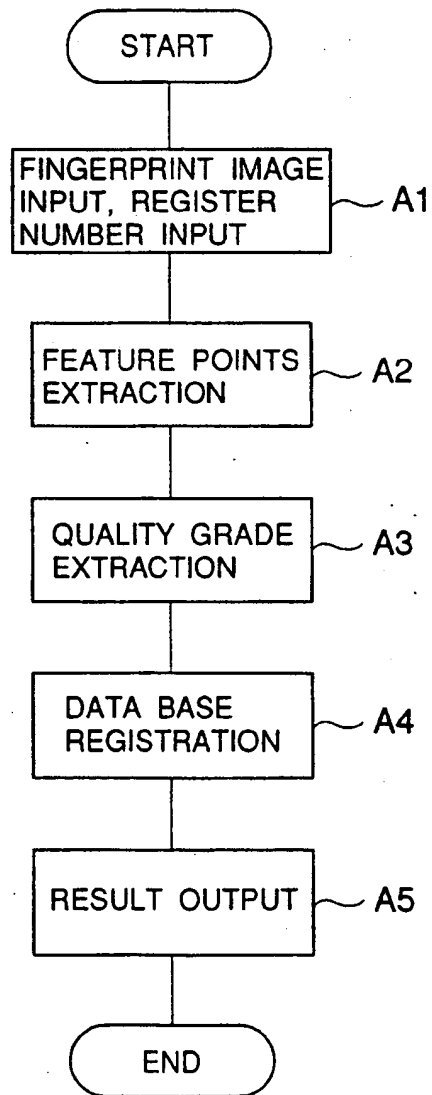 START
FINGERPRINT IMAGE
INPUT, REGISTER
NUMBER INPUT
A1
FEATURE POINTS
EXTRACTION
A2
QUALITY GRADE
EXTRACTION
A3
DATA BASE
REGISTRATION
A4
RESULT OUTPUT
A5
END